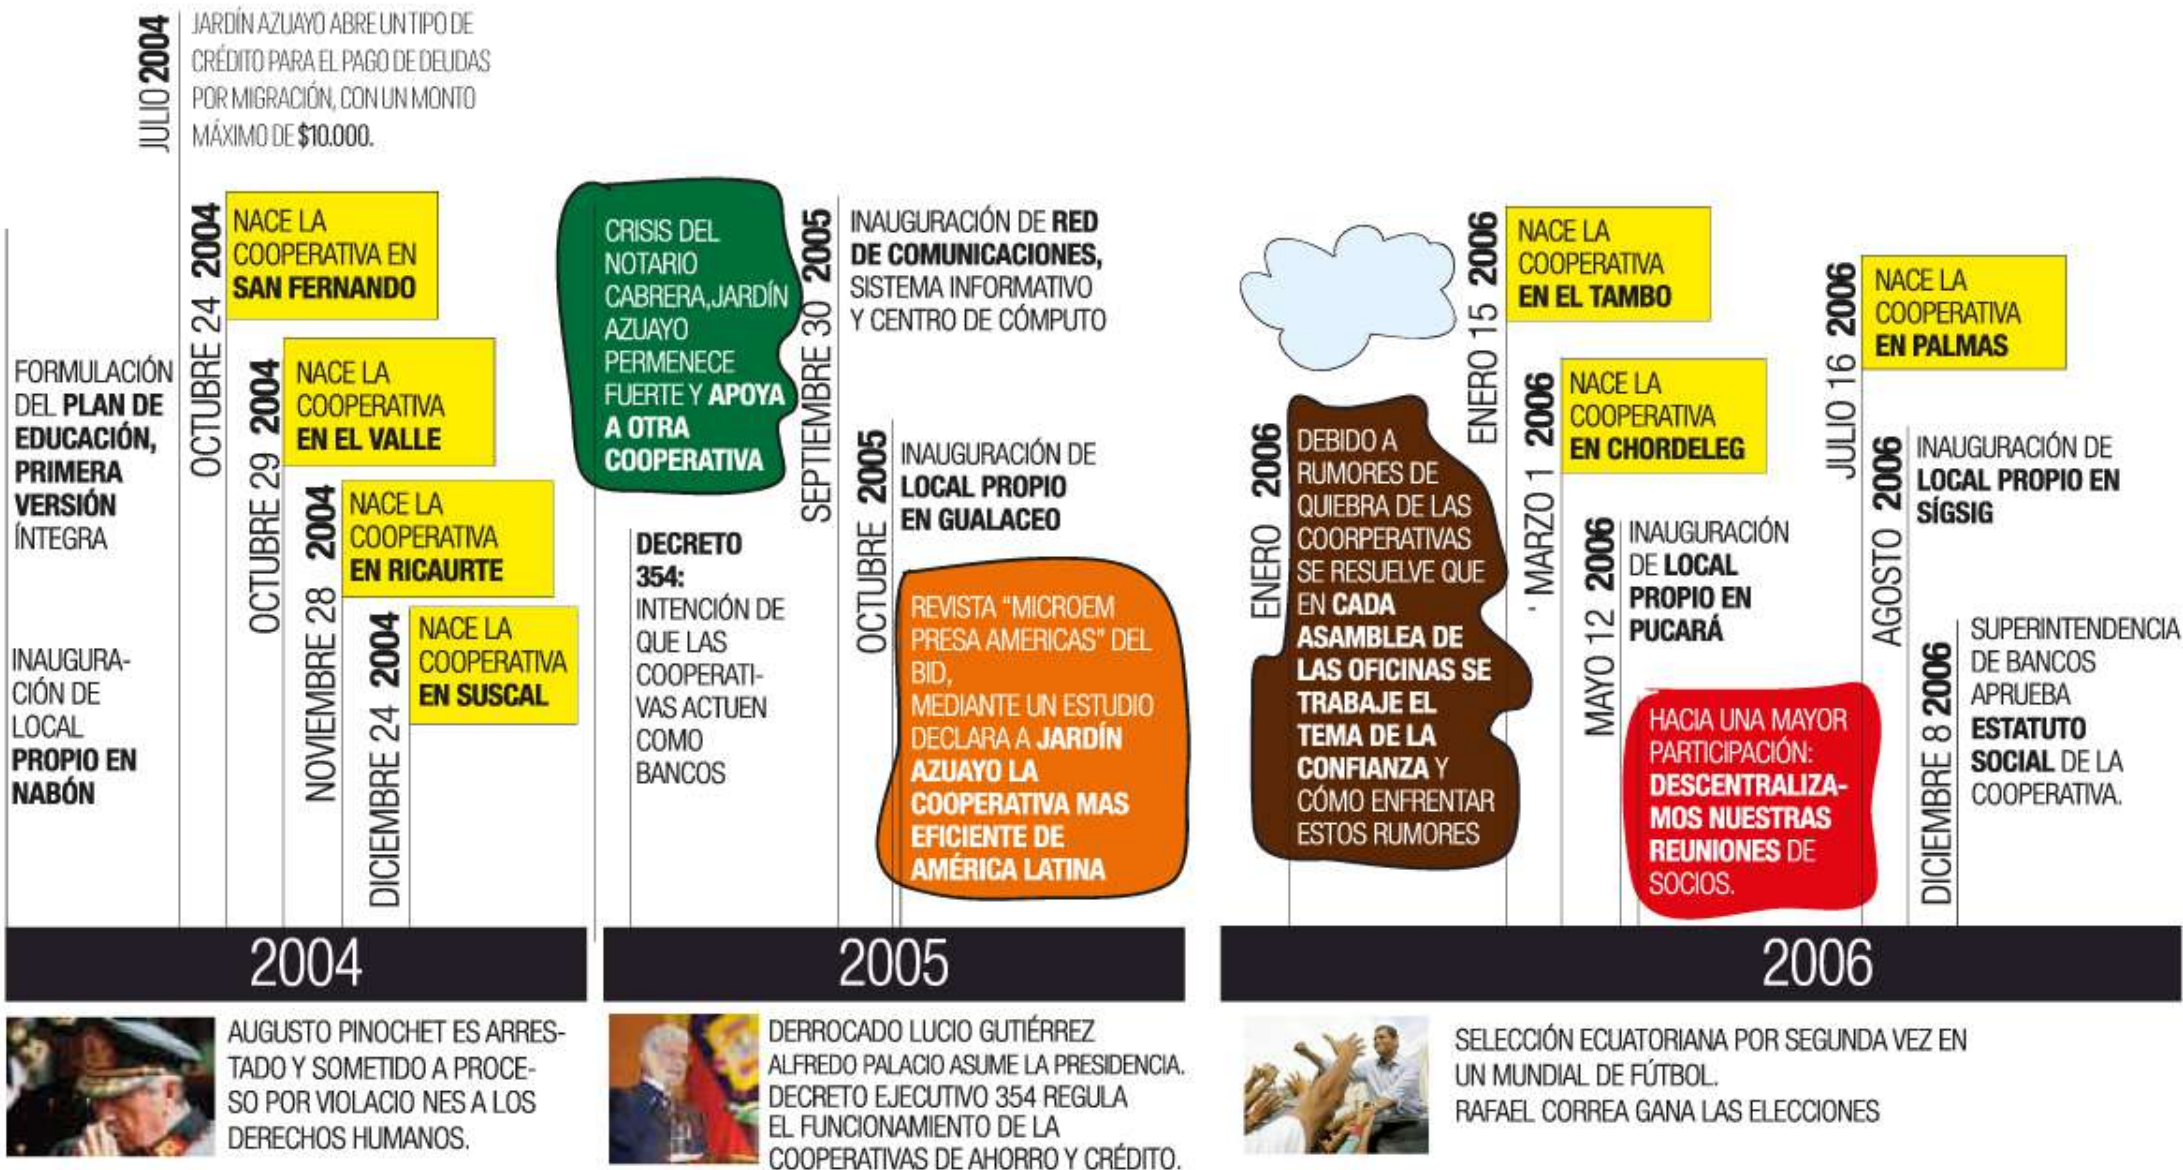 JULIO 2004
JARDÍN AZUAYO ABRE UN TIPO DE
CRÉDITO PARA EL PAGO DE DEUDAS
POR MIGRACIÓN, CON UN MONTO
MÁXIMO DE $10.000.
FORMULACIÓN
DEL PLAN DE
EDUCACIÓN,
PRIMERA
VERSIÓN
ÍNTEGRA
INAUGURA-
CIÓN DE
LOCAL
PROPIO EN
NABÓN
OCTUBRE 24 2004
NACE LA
COOPERATIVA EN
SAN FERNANDO
OCTUBRE 29 2004
NACE LA
COOPERATIVA
EN EL VALLE
NOVIEMBRE 28 2004
NACE LA
COOPERATIVA
EN RICAURTE
DICIEMBRE 24 2004
NACE LA
COOPERATIVA
EN SUSCAL
CRISIS DEL
NOTARIO
CABRERA,JARDÍN
AZUAYO
PERMENECE
FUERTE Y APOYA
A OTRA
COOPERATIVA
DECRETO
354:
INTENCIÓN DE
QUE LAS
COOPERATI-
VAS ACTUEN
COMO
BANCOS
SEPTIEMBRE 30 2005
INAUGURACIÓN DE RED
DE COMUNICACIONES,
SISTEMA INFORMATIVO
Y CENTRO DE CÓMPUTO
OCTUBRE 2005
INAUGURACIÓN DE
LOCAL PROPIO
EN GUALACEO
REVISTA "MICROEM
PRESA AMERICAS" DEL
BID,
MEDIANTE UN ESTUDIO
DECLARA A JARDÍN
AZUAYO LA
COOPERATIVA MAS
EFICIENTE DE
AMÉRICA LATINA
ENERO 2006
DEBIDO A
RUMORES DE
QUIEBRA DE LAS
COORPERATIVAS
SE RESUELVE QUE
EN CADA
ASAMBLEA DE
LAS OFICINAS SE
TRABAJE EL
TEMA DE LA
CONFIANZA Y
CÓMO ENFRENTAR
ESTOS RUMORES
ENERO 15 2006
NACE LA
COOPERATIVA
EN EL TAMBO
' MARZO 1 2006
NACE LA
COOPERATIVA
EN CHORDELEG
MAYO 12 2006
INAUGURACIÓN
DE LOCAL
PROPIO EN
PUCARÁ
HACIA UNA MAYOR
PARTICIPACIÓN:
DESCENTRALIZA-
MOS NUESTRAS
REUNIONES DE
SOCIOS.
JULIO 16 2006
NACE LA
COOPERATIVA
EN PALMAS
AGOSTO 2006
INAUGURACIÓN DE
LOCAL PROPIO EN
SÍGSIG
DICIEMBRE 8 2006
SUPERINTENDENCIA
DE BANCOS
APRUEBA
ESTATUTO
SOCIAL DE LA
COOPERATIVA.
2004
2005
2006
AUGUSTO PINOCHET ES ARRES-
TADO Y SOMETIDO A PROCE-
SO POR VIOLACIO NES A LOS
DERECHOS HUMANOS.
DERROCADO LUCIO GUTIÉRREZ
ALFREDO PALACIO ASUME LA PRESIDENCIA.
DECRETO EJECUTIVO 354 REGULA
EL FUNCIONAMIENTO DE LA
COOPERATIVAS DE AHORRO Y CRÉDITO.
SELECCIÓN ECUATORIANA POR SEGUNDA VEZ EN
UN MUNDIAL DE FÚTBOL.
RAFAEL CORREA GANA LAS ELECCIONES